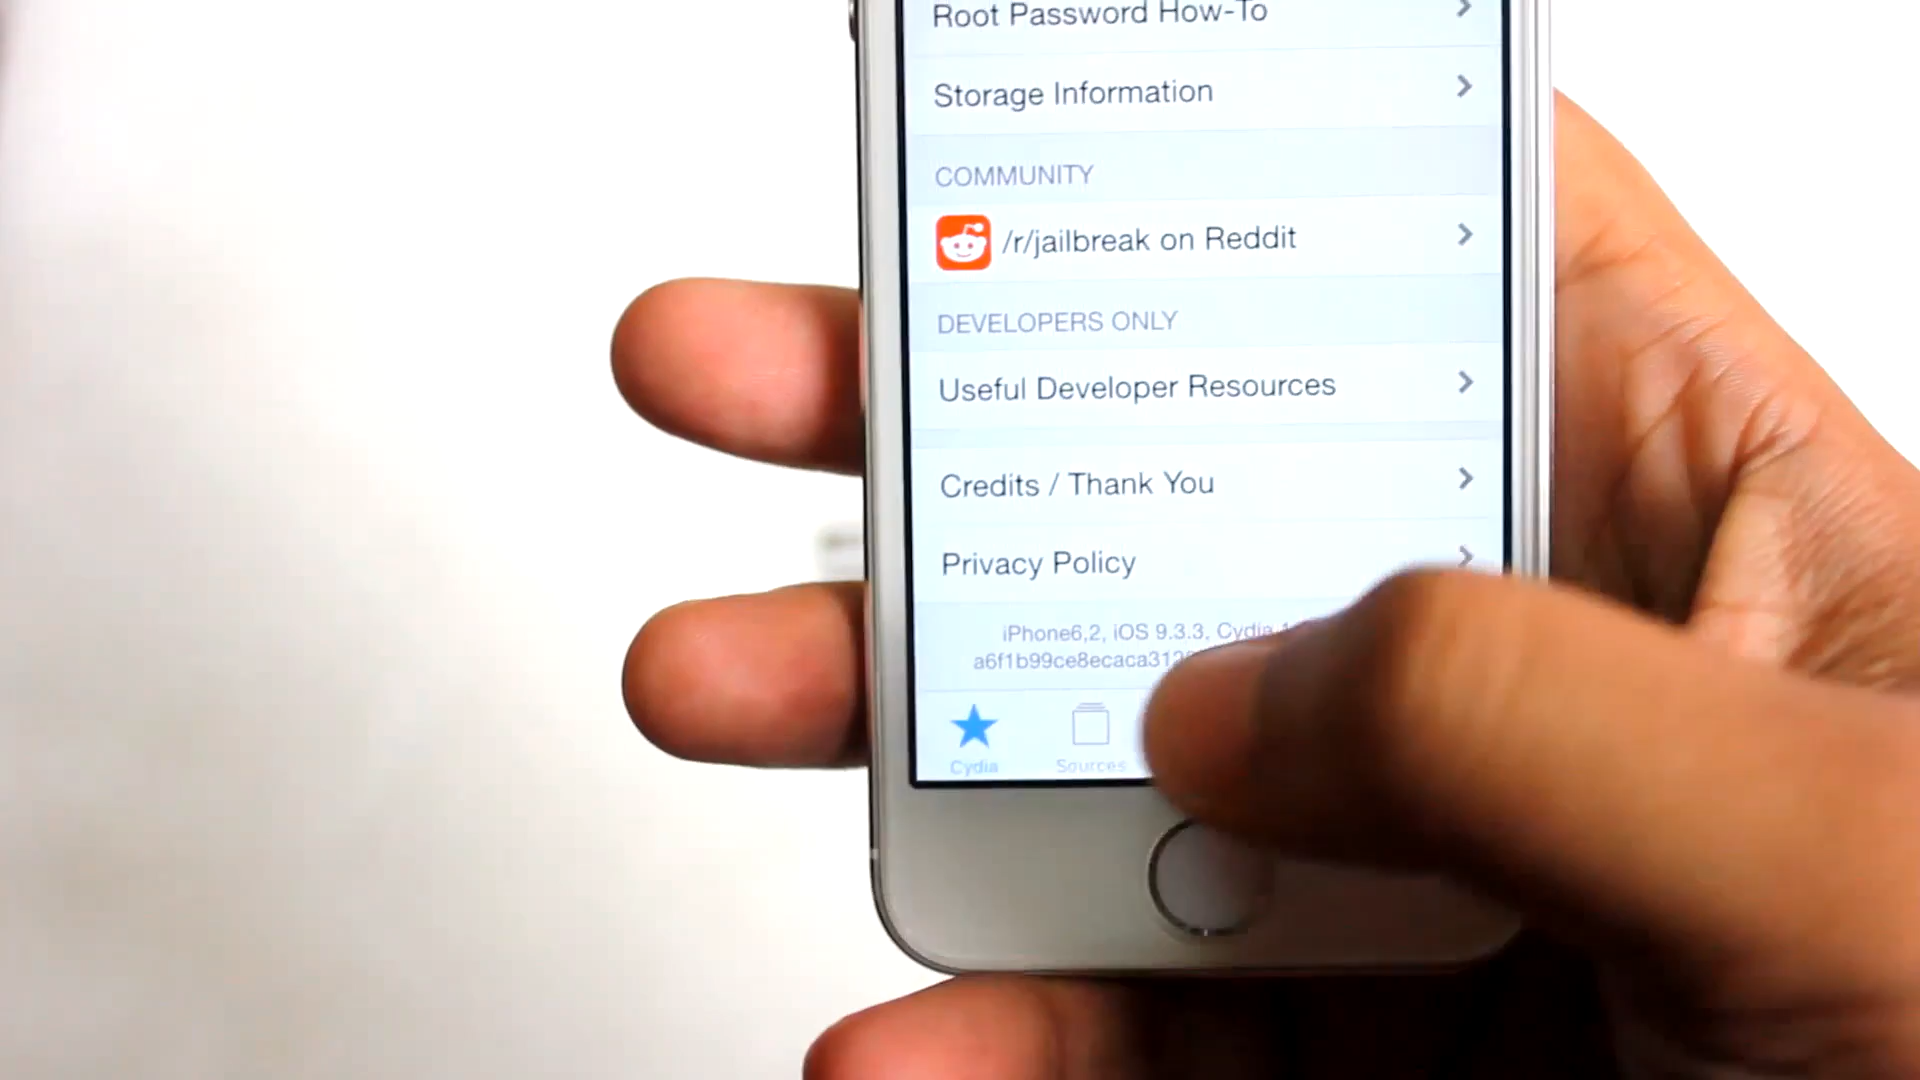 Root Password How-To
Storage Information
COMMUNITY
/r/jailbreak on Reddit
DEVELOPERS ONLY
Useful Developer Resources
Credits / Thank You
Privacy Policy
iPhone6,2, iOS 9.3.3, Cydia
a6f1b99ce8ecaca312
Cydia
Sources